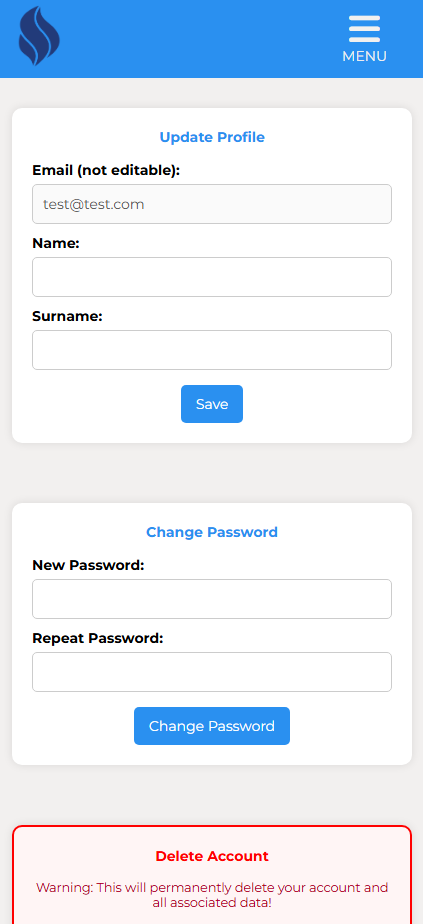 MENU
Update Profile
Email (not editable):
test@test.com
Name:
Surname:
Save
Change Password
New Password:
Repeat Password:
Change Password
Delete Account
Warning: This will permanently delete your account and
all associated data!